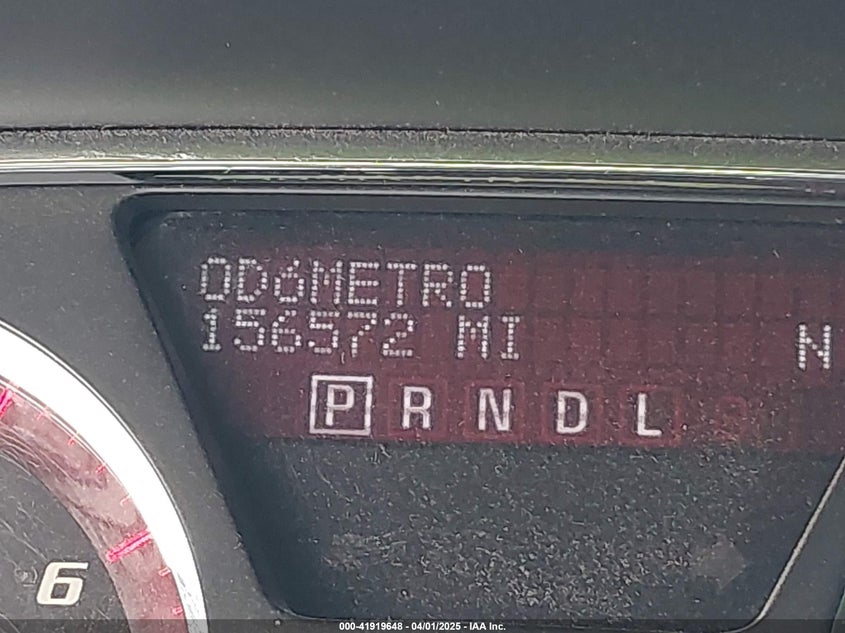 ODóMETRO
156572 MI
N
P R N D L
6
000-41919648 - 04/01/2025 - IAA Inc.